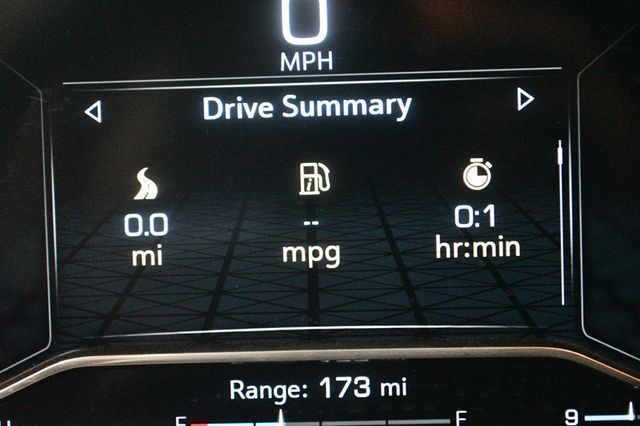 0
MPH
Drive Summary
0.0 -- 0:1
mi mpg hr:min
Range: 173 mi
E F 9